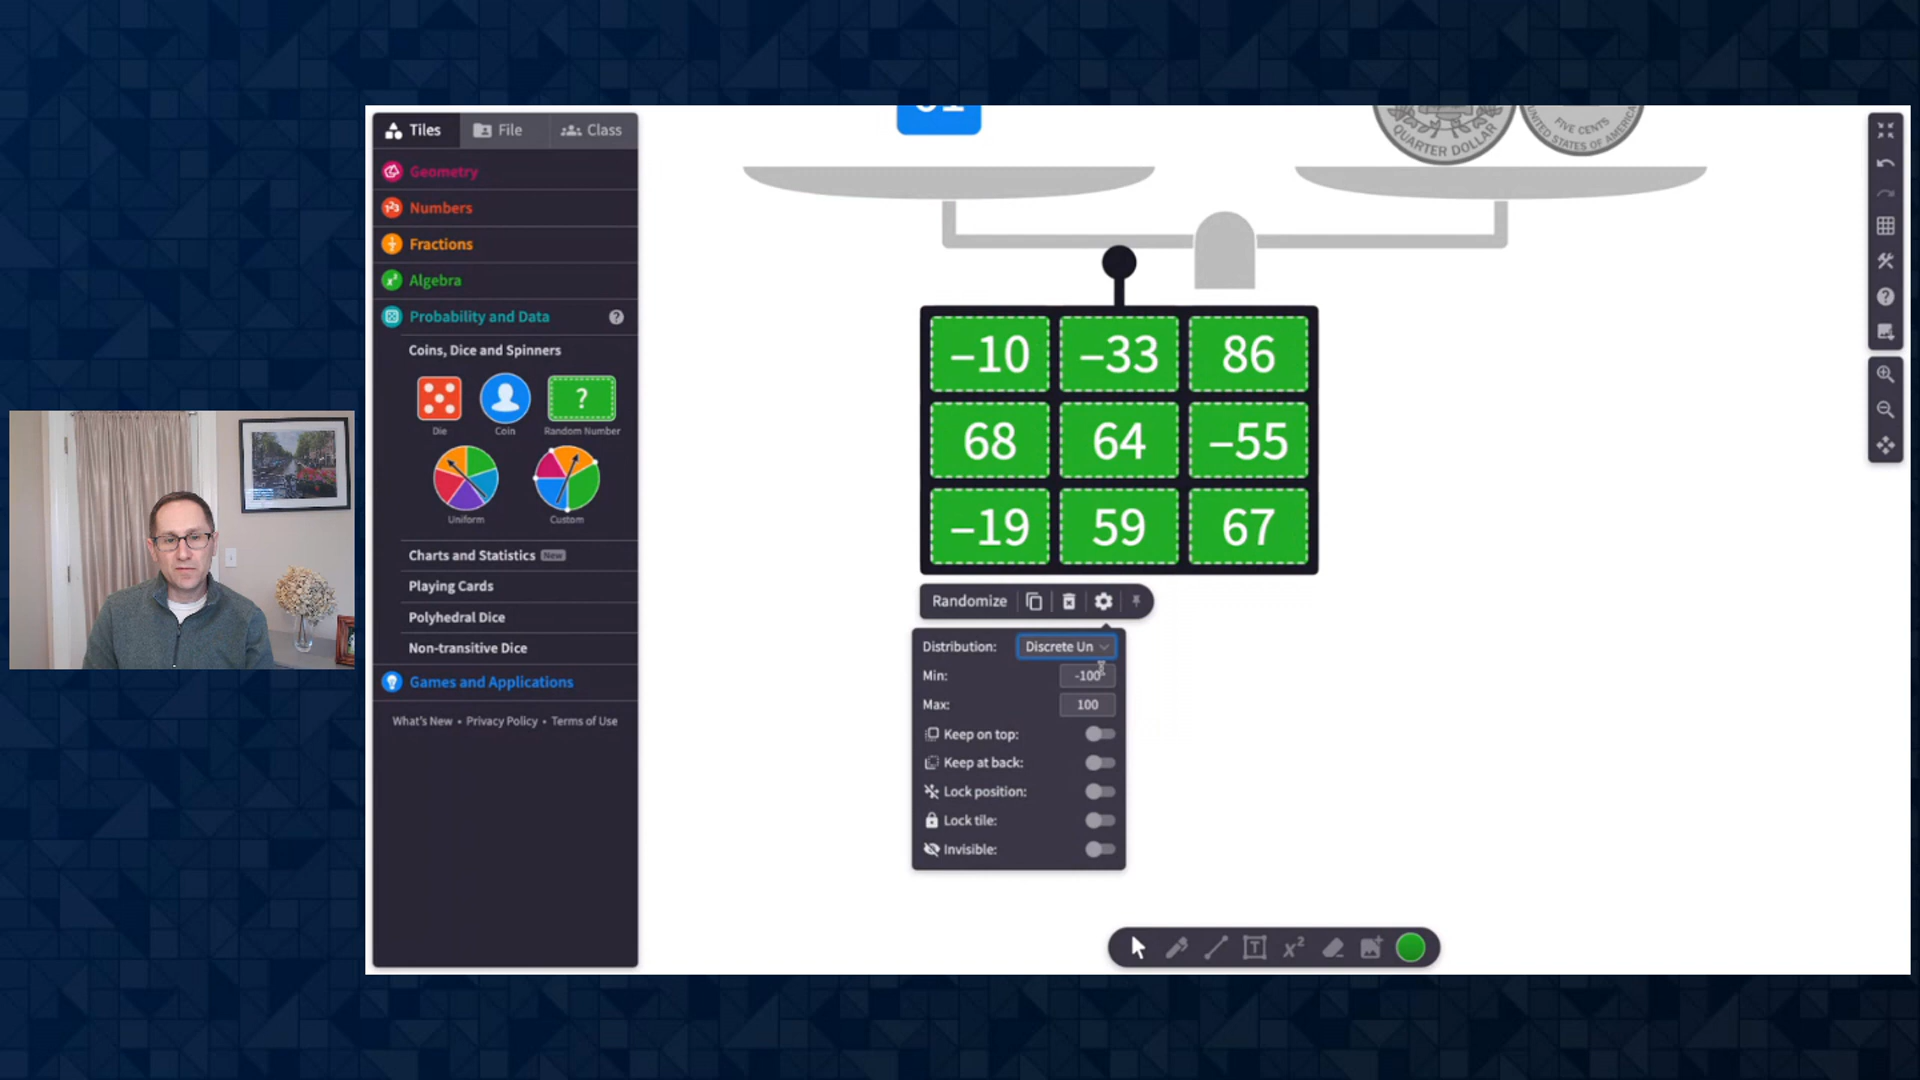 Tiles File Class
Geometry
Numbers
Fractions
Algebra
Probability and Data ?
Coins, Dice and Spinners
?
Die Coin Random Number
Uniform Custom
Charts and Statistics New
Playing Cards
Polyhedral Dice
Non-transitive Dice
Games and Applications
What's New • Privacy Policy • Terms of Use
QUARTER DOLLAR
FIVE CENTS
UNITED STATES OF AMERICA
–10 –33 86
68 64 –55
–19 59 67
Randomize
Distribution: Discrete Un
Min: -100
Max: 100
Keep on top:
Keep at back:
Lock position:
Lock tile:
Invisible:
T x²